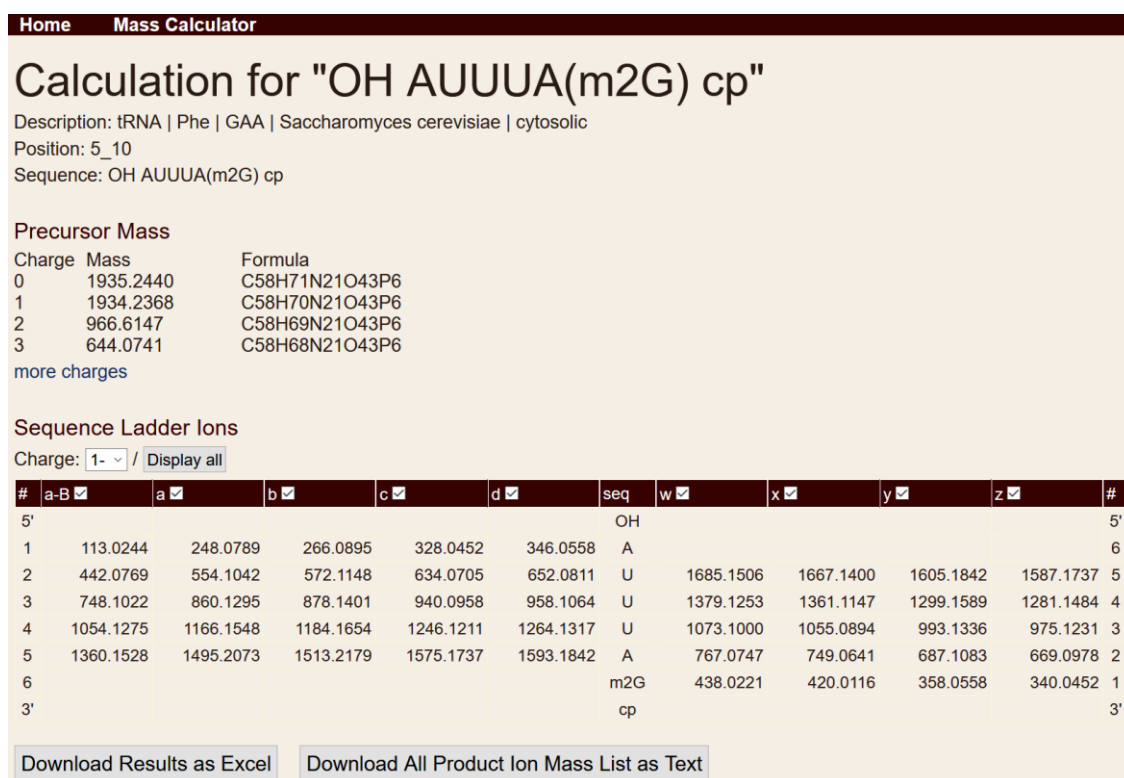 Home Mass Calculator
Calculation for "OH AUUUA(m2G) cp"
Description: tRNA | Phe | GAA | Saccharomyces cerevisiae | cytosolic
Position: 5_10
Sequence: OH AUUUA(m2G) cp
Precursor Mass
Charge Mass Formula
0 1935.2440 C58H71N21O43P6
1 1934.2368 C58H70N21O43P6
2 966.6147 C58H69N21O43P6
3 644.0741 C58H68N21O43P6
more charges
Sequence Ladder Ions
Charge: 1- / Display all
# a-B a b c d seq w x y z #
5' OH 5'
1 113.0244 248.0789 266.0895 328.0452 346.0558 A 6
2 442.0769 554.1042 572.1148 634.0705 652.0811 U 1685.1506 1667.1400 1605.1842 1587.1737 5
3 748.1022 860.1295 878.1401 940.0958 958.1064 U 1379.1253 1361.1147 1299.1589 1281.1484 4
4 1054.1275 1166.1548 1184.1654 1246.1211 1264.1317 U 1073.1000 1055.0894 993.1336 975.1231 3
5 1360.1528 1495.2073 1513.2179 1575.1737 1593.1842 A 767.0747 749.0641 687.1083 669.0978 2
6 m2G 438.0221 420.0116 358.0558 340.0452 1
3' cp 3'
Download Results as Excel Download All Product Ion Mass List as Text